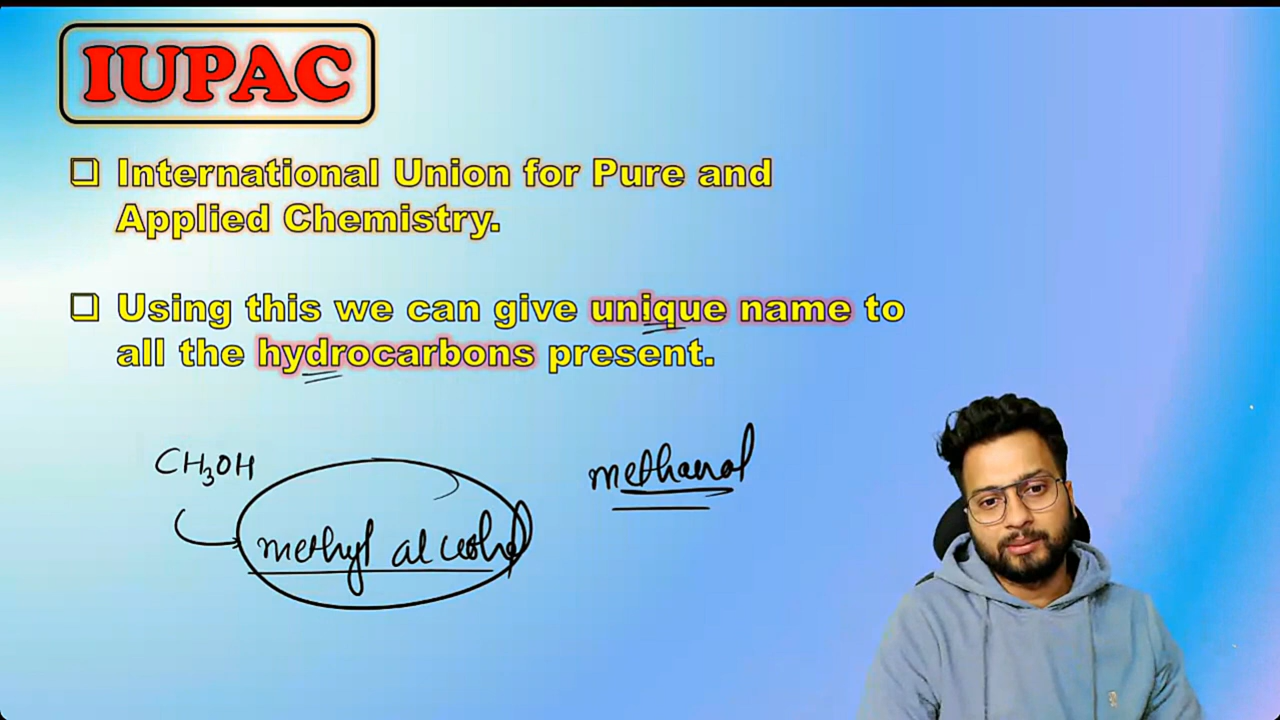 IUPAC
International Union for Pure and
Applied Chemistry.
Using this we can give unique name to
all the hydrocarbons present.
CH₃OH
methanol
methyl alcohol